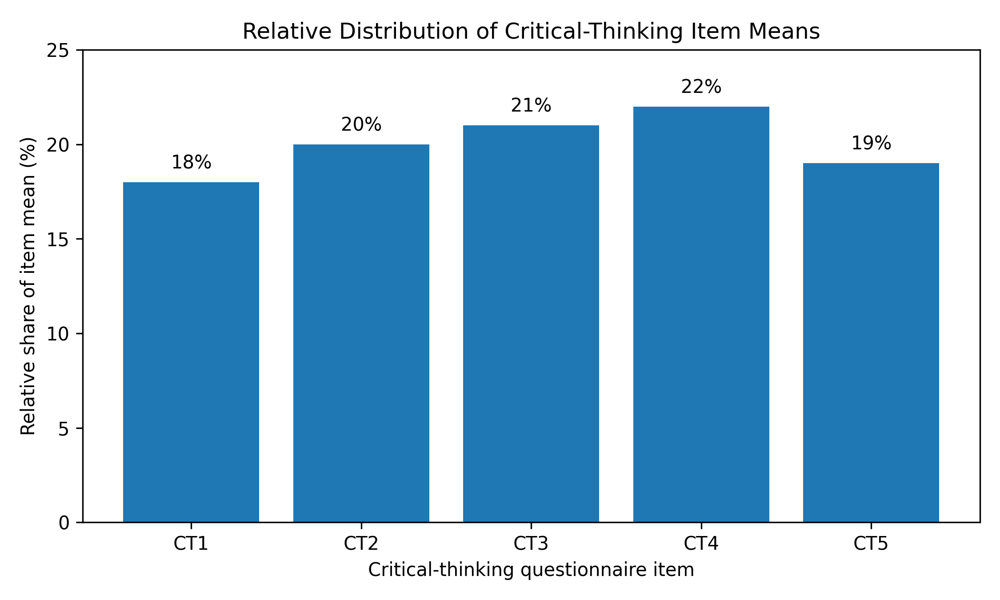 Relative Distribution of Critical-Thinking Item Means
Relative share of item mean (%)
25
20
15
10
5
0
18%
20%
21%
22%
19%
CT1 CT2 CT3 CT4 CT5
Critical-thinking questionnaire item